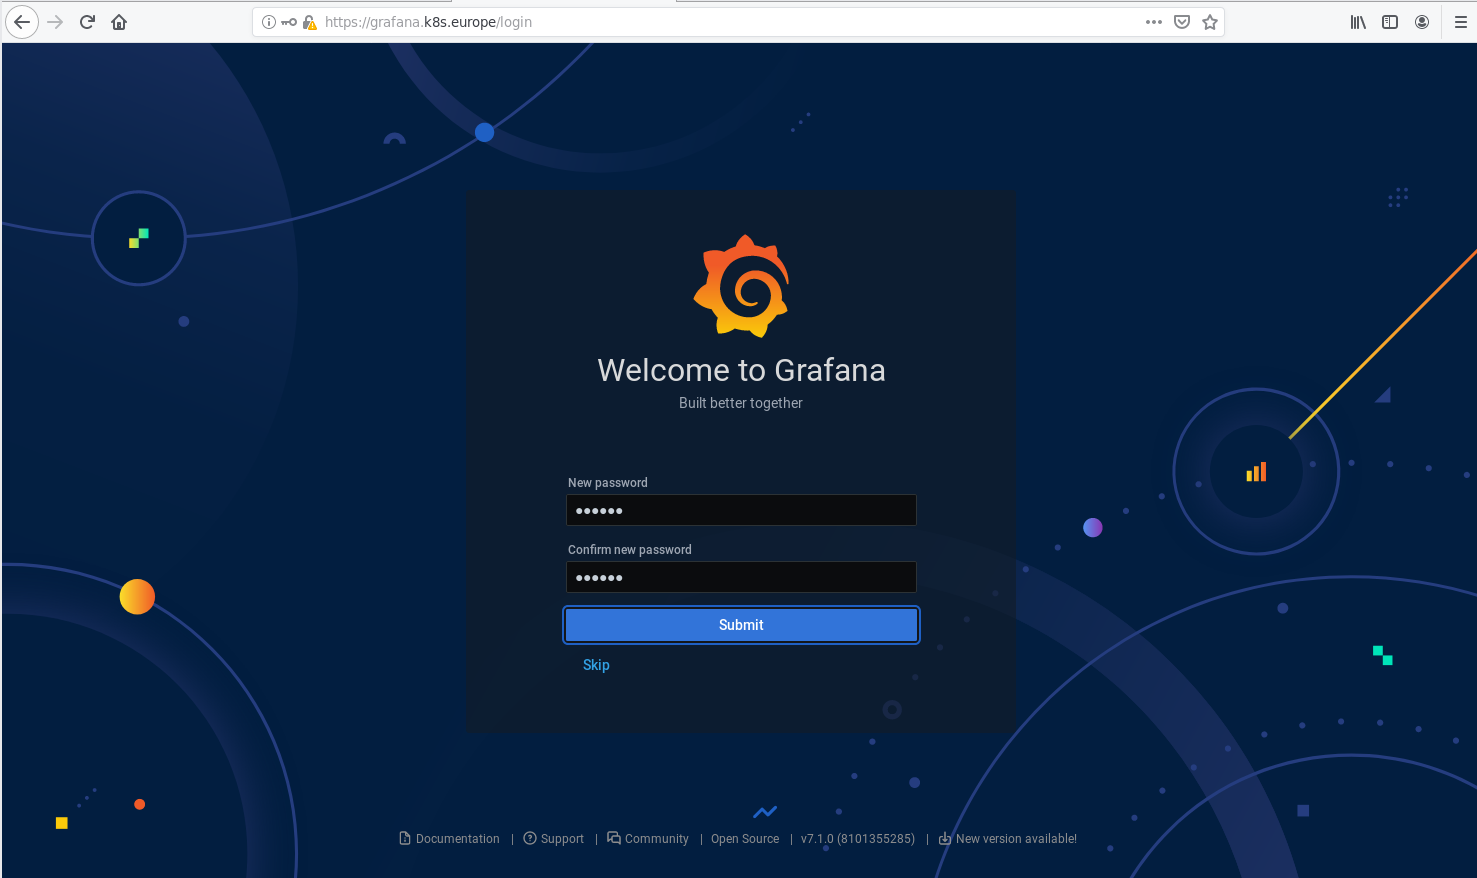 https://grafana.k8s.europe/login
Welcome to Grafana
Built better together
New password
••••••
Confirm new password
••••••
Submit
Skip
Documentation | Support | Community | Open Source | v7.1.0 (8101355285) | New version available!